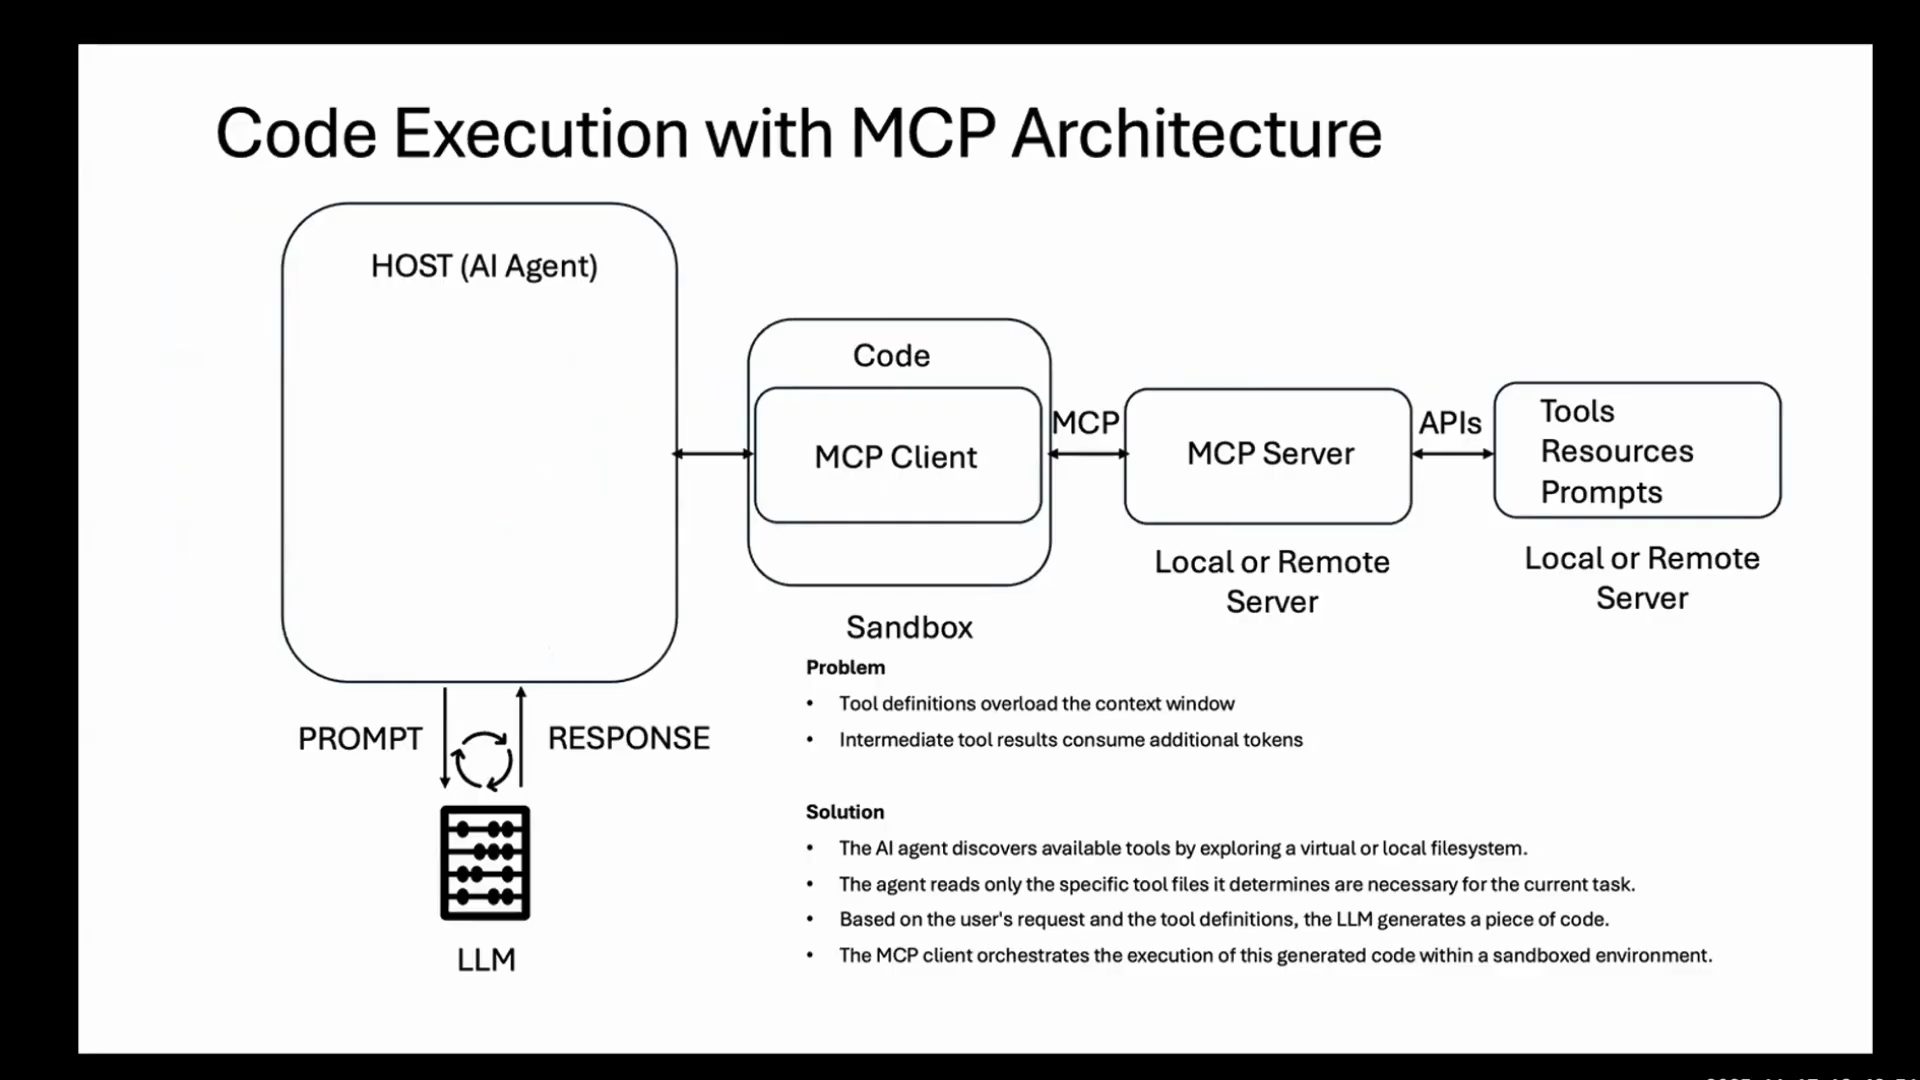 Code Execution with MCP Architecture
HOST (AI Agent)
Code
MCP Client
MCP
MCP Server
APIs
Tools
Resources
Prompts
Local or Remote
Server
Local or Remote
Server
Sandbox
PROMPT
RESPONSE
LLM
Problem
• Tool definitions overload the context window
• Intermediate tool results consume additional tokens
Solution
• The AI agent discovers available tools by exploring a virtual or local filesystem.
• The agent reads only the specific tool files it determines are necessary for the current task.
• Based on the user's request and the tool definitions, the LLM generates a piece of code.
• The MCP client orchestrates the execution of this generated code within a sandboxed environment.